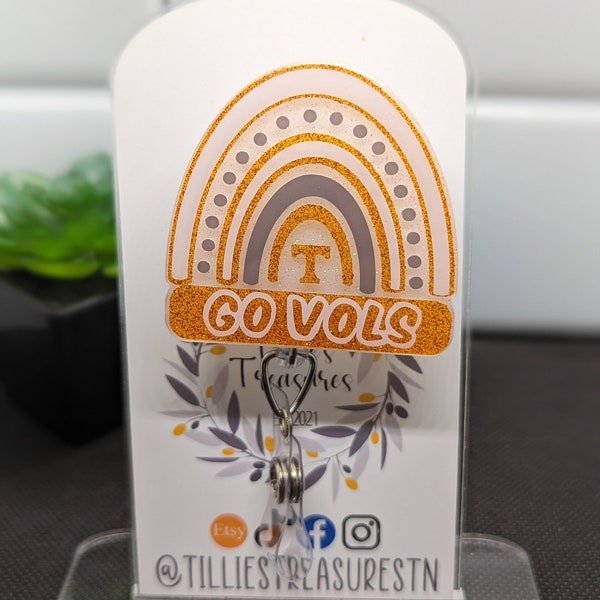 T
GO VOLS
Treasures
2021
Etsy
@TILLIESTREASURESTN